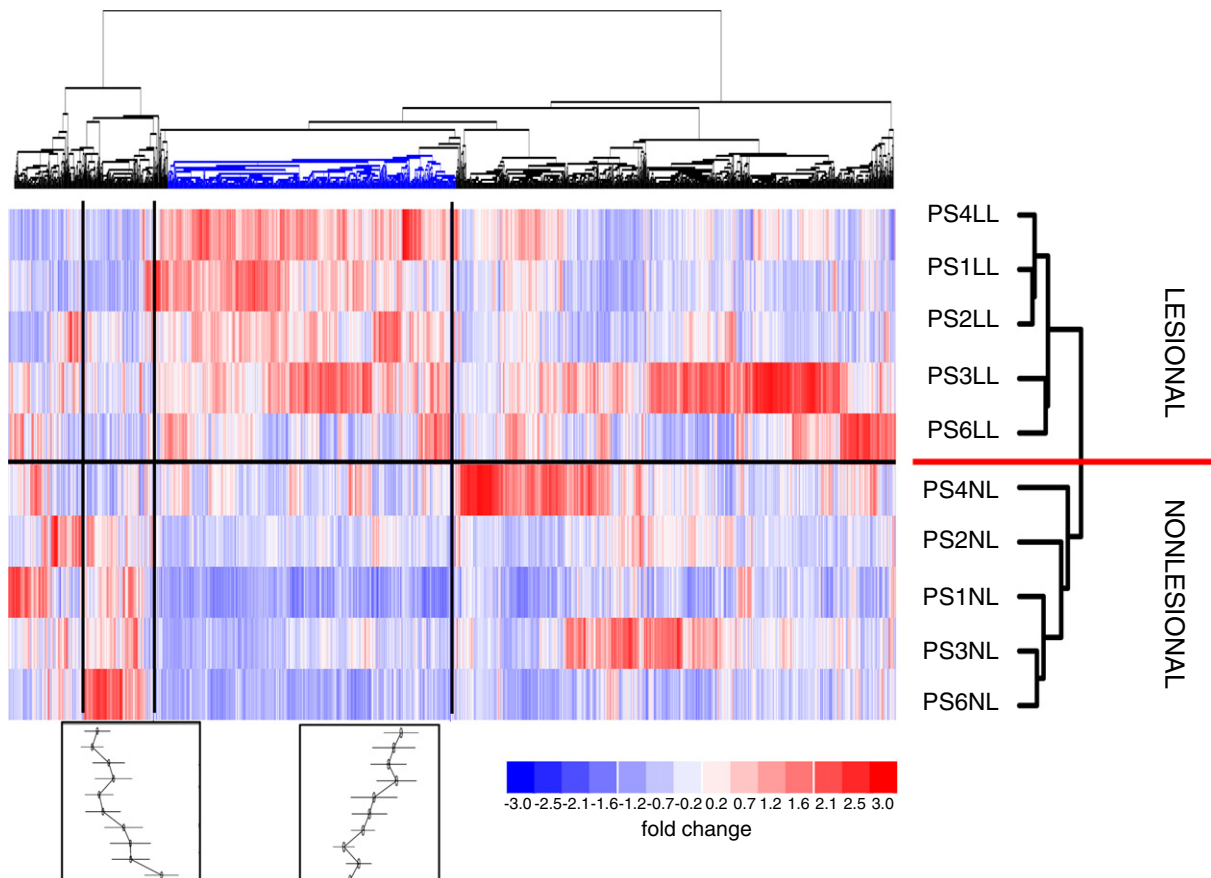 PS4LL
PS1LL
PS2LL
PS3LL
PS6LL
LESIONAL
PS4NL
PS2NL
PS1NL
PS3NL
PS6NL
NONLESIONAL
-3.0 -2.5 -2.1 -1.6 -1.2 -0.7 -0.2 0.2 0.7 1.2 1.6 2.1 2.5 3.0
fold change